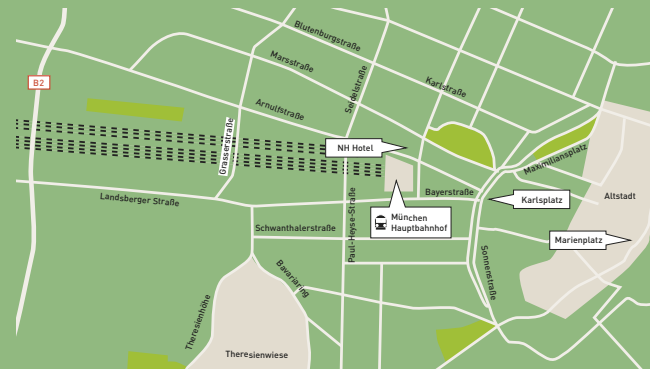 Blutenburgstraße
Marsstraße
Seidelstraße
Karlstraße
B2
Arnulfstraße
Grasserstraße
NH Hotel
Maximiliansplatz
Landsberger Straße
Bayerstraße
Karlsplatz
Altstadt
Paul-Heyse-Straße
München
Hauptbahnhof
Schwanthalerstraße
Marienplatz
Sonnenstraße
Bavariaring
Theresienhöhe
Theresienwiese